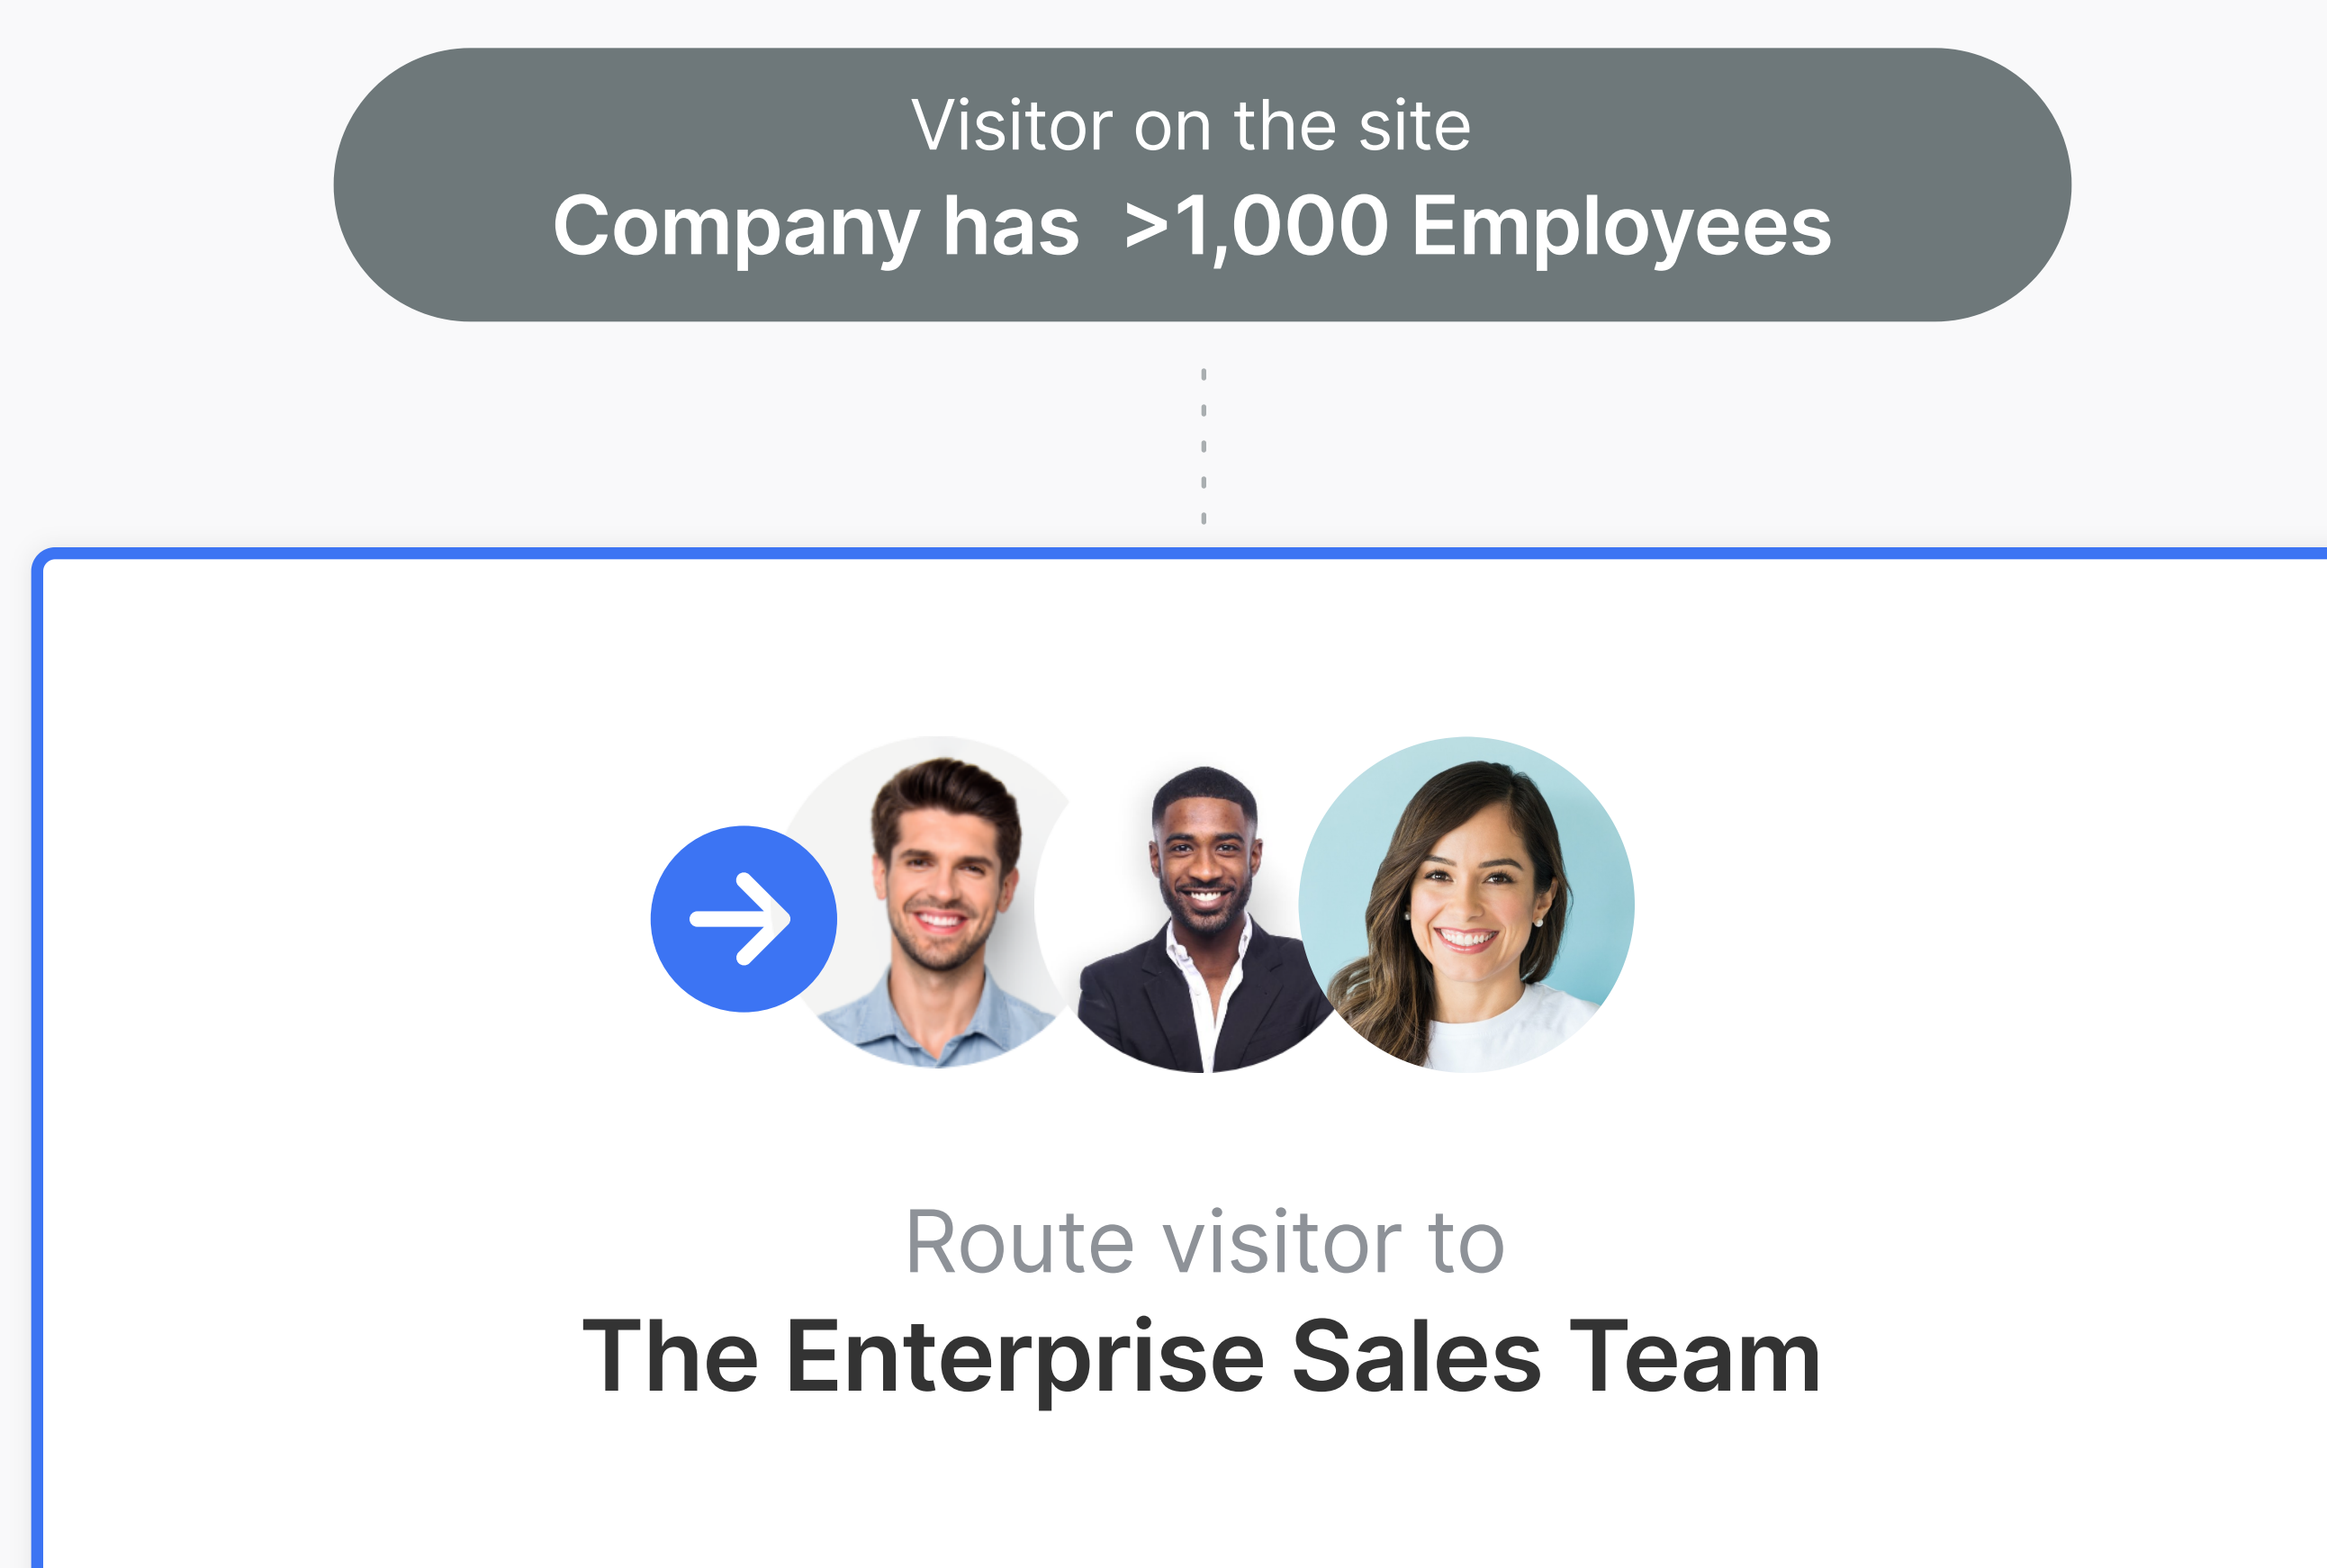 Visitor on the site
Company has  >1,000 Employees
Route visitor to
The Enterprise Sales Team